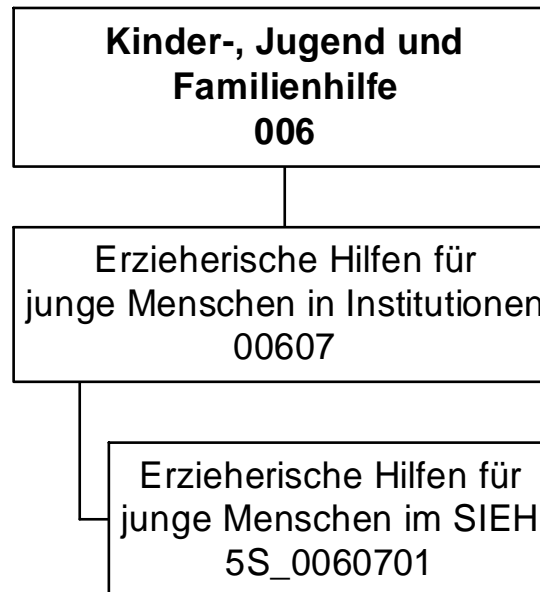 Kinder-, Jugend und
Familienhilfe
006
Erzieherische Hilfen für
junge Menschen in Institutionen
00607
Erzieherische Hilfen für
junge Menschen im SIEH
5S_0060701